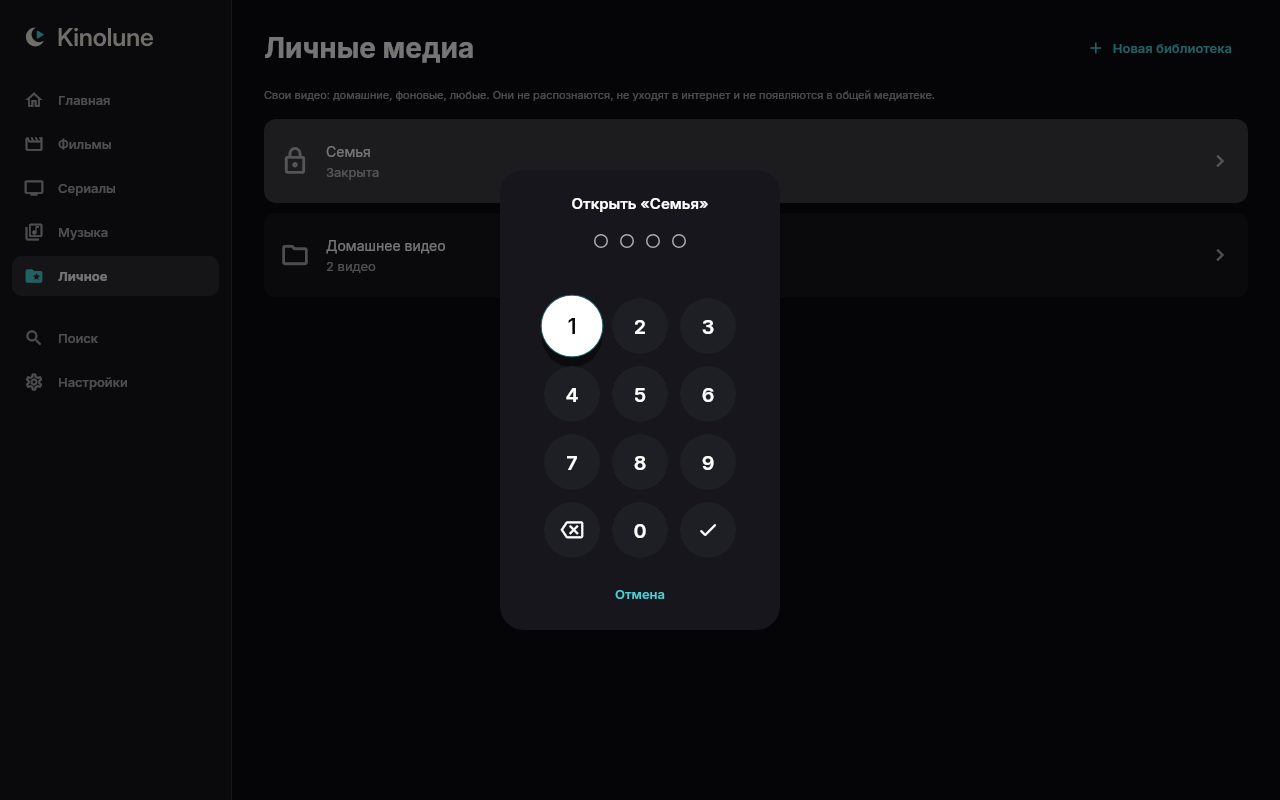 Kinolune
Главная
Фильмы
Сериалы
Музыка
Личное
Поиск
Настройки
Личные медиа
Новая библиотека
Свои видео: домашние, фоновые, любые. Они не распознаются, не уходят в интернет и не появляются в общей медиатеке.
Семья
Закрыта
Домашнее видео
2 видео
Открыть «Семья»
1 2 3
4 5 6
7 8 9
0
Отмена